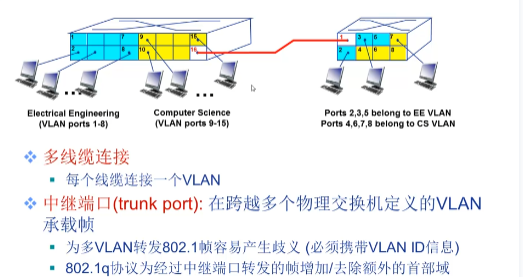 1 7 9 15
2 8 10 16
1 3 5 7
2 4 6 8
... ...
Electrical Engineering
(VLAN ports 1-8)
Computer Science
(VLAN ports 9-15)
Ports 2,3,5 belong to EE VLAN
Ports 4,6,7,8 belong to CS VLAN
多线缆连接
每个线缆连接一个VLAN
中继端口(trunk port): 在跨越多个物理交换机定义的VLAN
承载帧
为多VLAN转发802.1帧容易产生歧义 (必须携带VLAN ID信息)
802.1q协议为经过中继端口转发的帧增加/去除额外的首部域